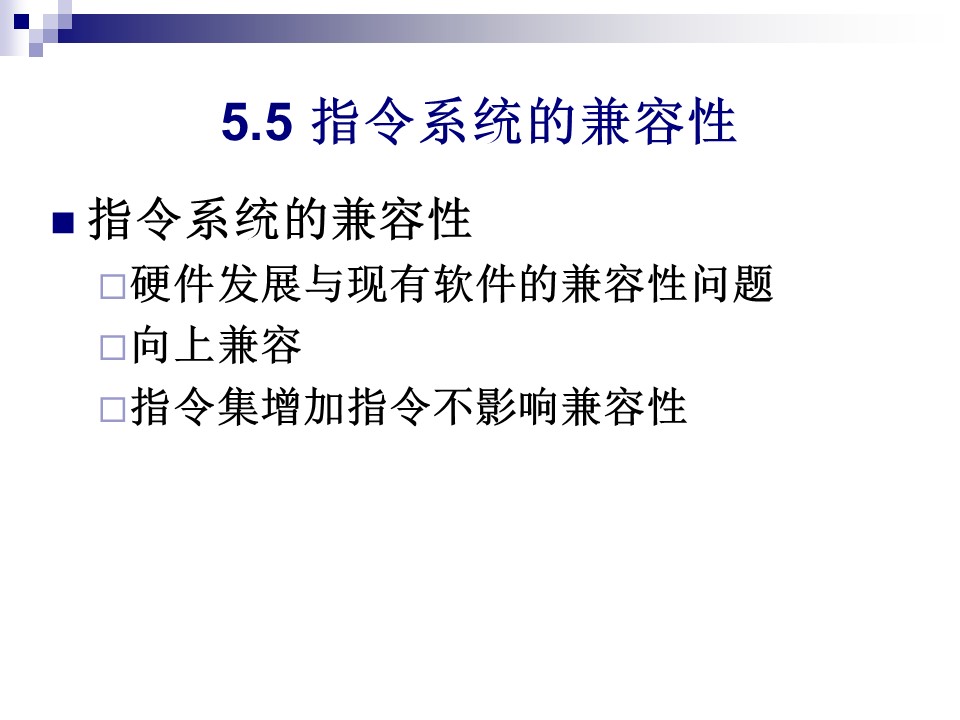 5.5 指令系统的兼容性
指令系统的兼容性
硬件发展与现有软件的兼容性问题
向上兼容
指令集增加指令不影响兼容性